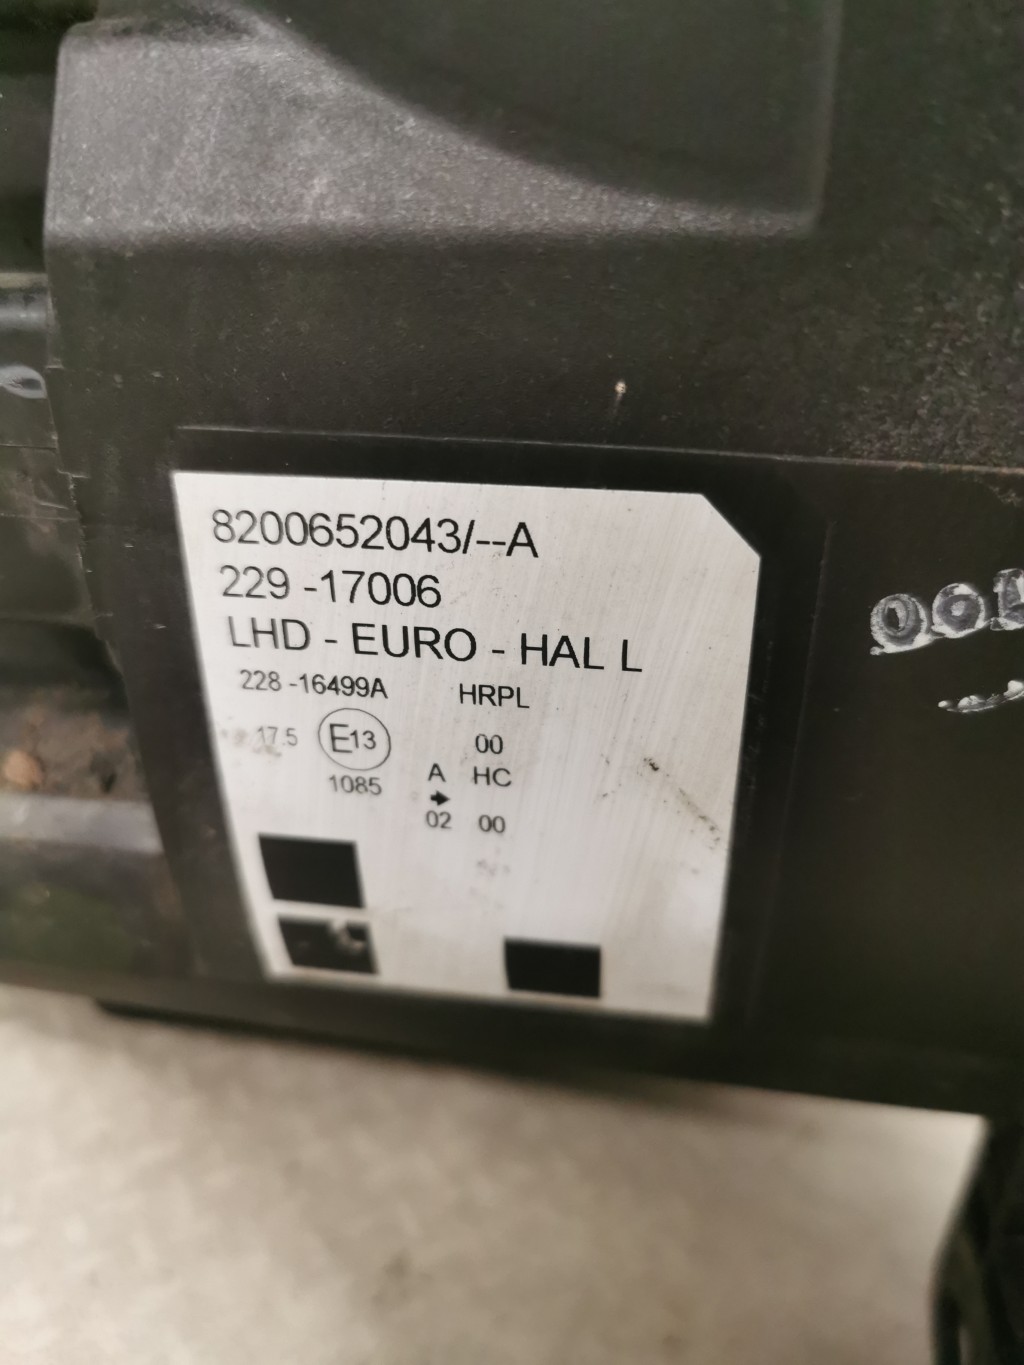 8200652043/--A
229 -17006
LHD - EURO - HAL L
228 -16499A HRPL
17.5 E13 00
1085 A HC
➔
02 00